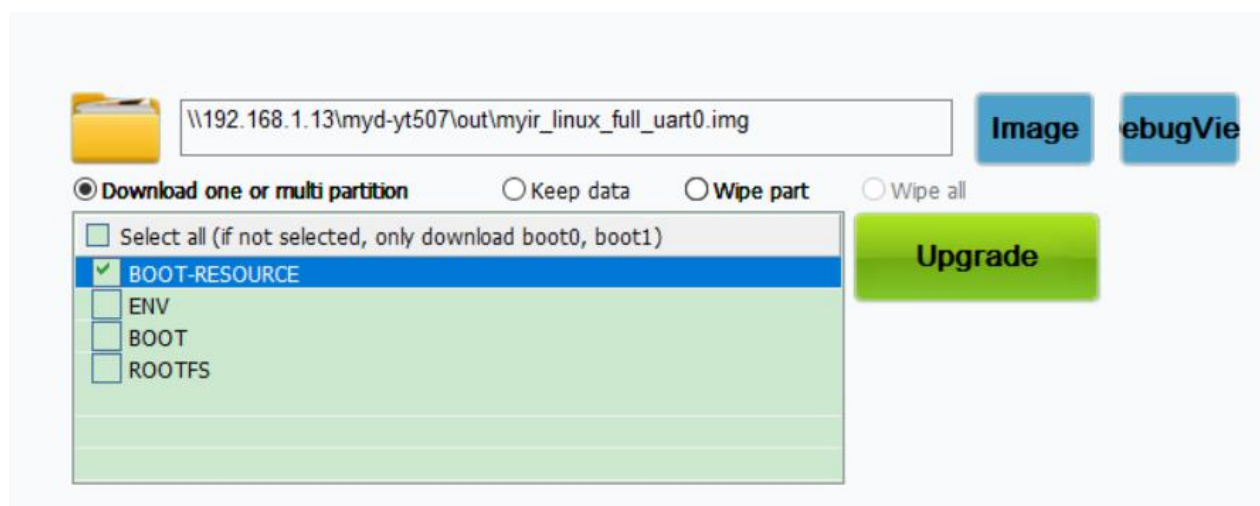 \\192.168.1.13\myd-yt507\out\myir_linux_full_uart0.img
Image
ebugVie
Download one or multi partition
Keep data
Wipe part
Wipe all
Select all (if not selected, only download boot0, boot1)
Upgrade
BOOT-RESOURCE
ENV
BOOT
ROOTFS